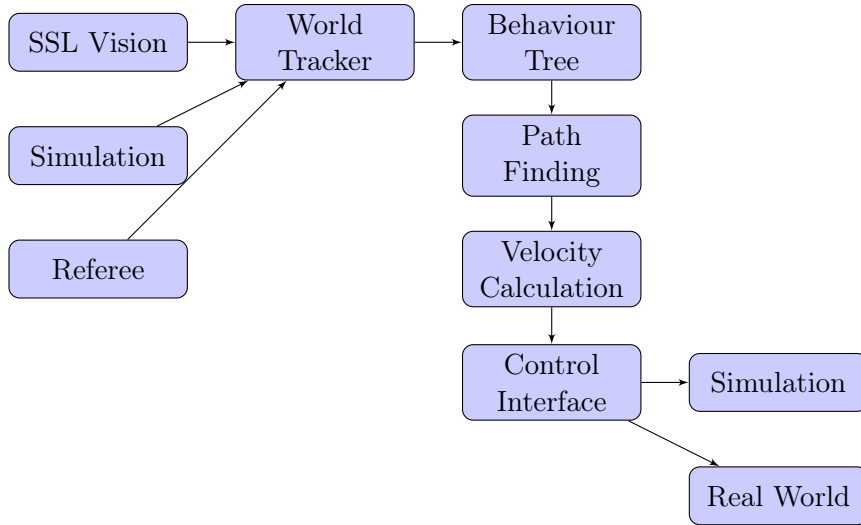 SSL Vision
World
Tracker
Behaviour
Tree
Simulation
Path
Finding
Referee
Velocity
Calculation
Control
Interface
Simulation
Real World